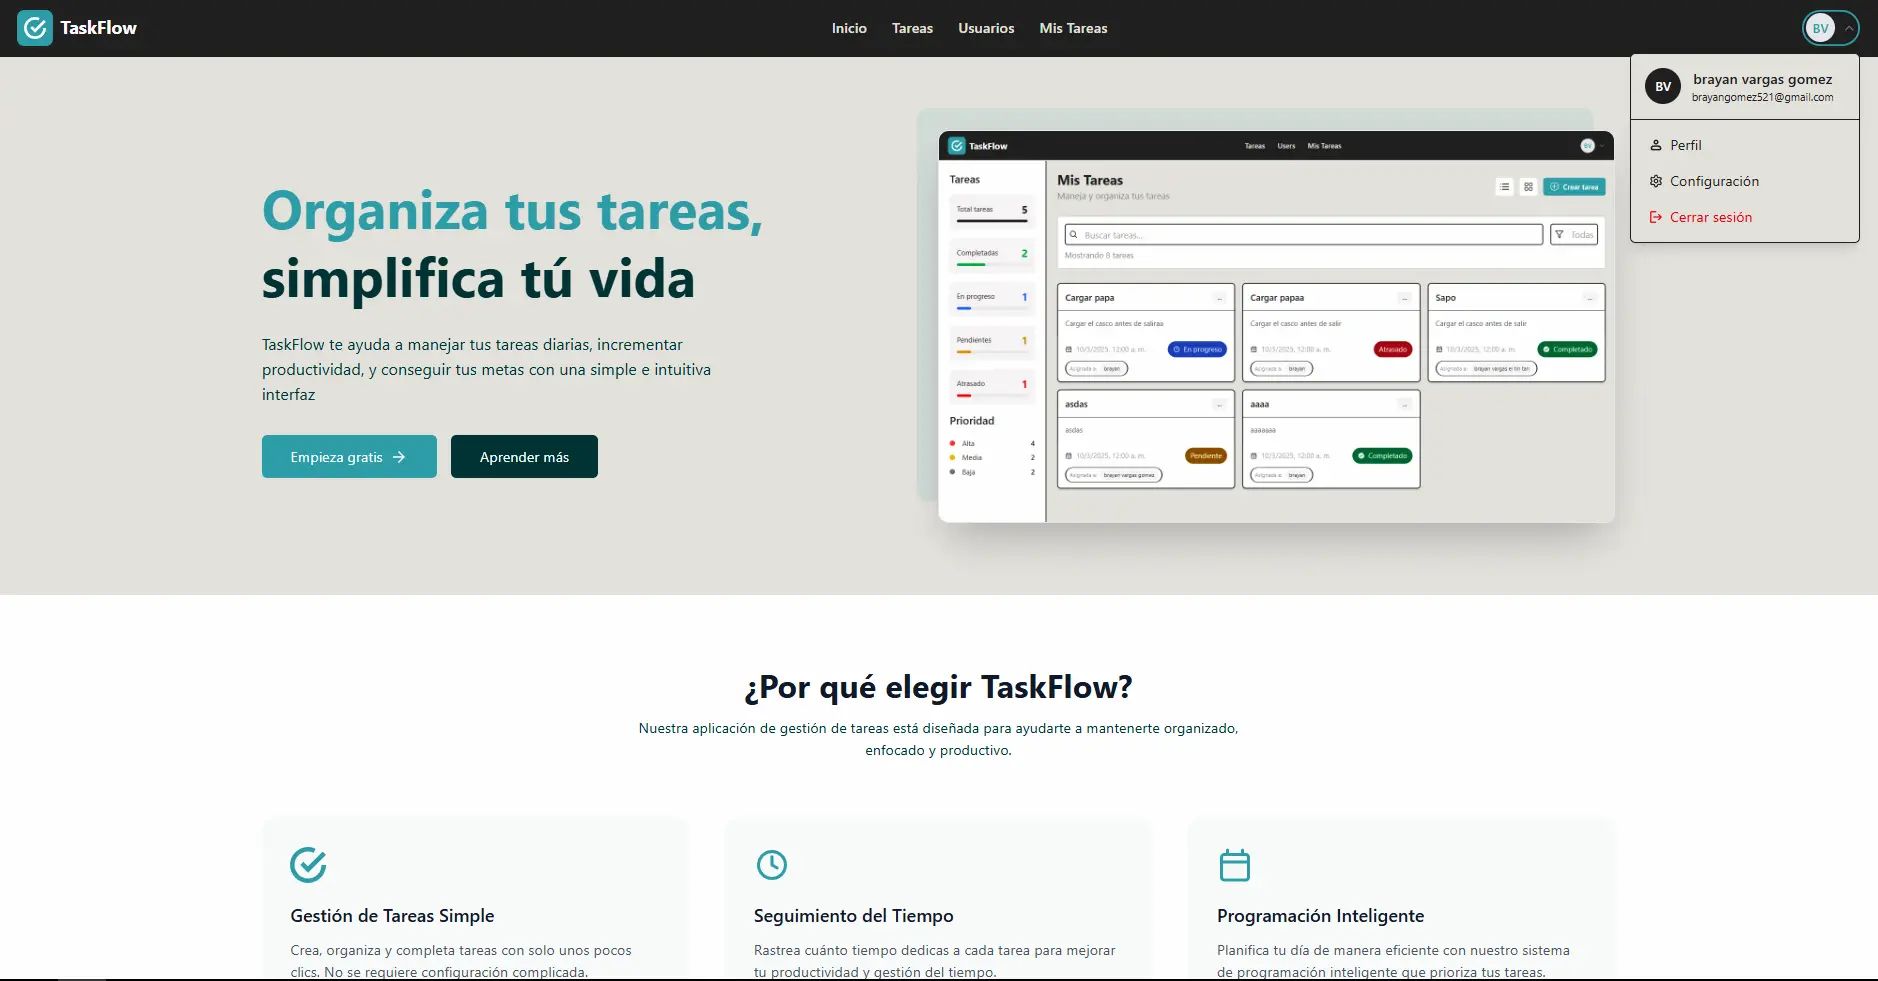 TaskFlow
Inicio
Tareas
Usuarios
Mis Tareas
BV
BV
brayan vargas gomez
brayangomez521@gmail.com
Perfil
Configuración
Cerrar sesión
Organiza tus tareas,
simplifica tú vida
TaskFlow te ayuda a manejar tus tareas diarias, incrementar
productividad, y conseguir tus metas con una simple e intuitiva
interfaz
Empieza gratis
Aprender más
TaskFlow
Tareas
Users
Mis Tareas
BV
Tareas
Total tareas 5
Completadas 2
En progreso 1
Pendientes 1
Atrasado 1
Prioridad
Alta 4
Media 2
Baja 2
Mis Tareas
Maneja y organiza tus tareas
Crear tarea
Buscar tareas...
Todas
Mostrando 8 tareas
Cargar papa
...
Cargar el casco antes de saliraa
10/3/2025, 12:00 a. m.
En progreso
Asignada a: brayan
Cargar papaa
...
Cargar el casco antes de salir
10/3/2025, 12:00 a. m.
Atrasado
Asignada a: brayan
Sapo
...
Cargar el casco antes de salir
10/3/2025, 12:00 a. m.
Completado
Asignada a: brayan vargas el tin tan
asdas
...
asdas
10/3/2025, 12:00 a. m.
Pendiente
Asignada a: brayan vargas gomez
aaaa
...
aaaaaaa
10/3/2025, 12:00 a. m.
Completado
Asignada a: brayan
¿Por qué elegir TaskFlow?
Nuestra aplicación de gestión de tareas está diseñada para ayudarte a mantenerte organizado,
enfocado y productivo.
Gestión de Tareas Simple
Crea, organiza y completa tareas con solo unos pocos
clics. No se requiere configuración complicada.
Seguimiento del Tiempo
Rastrea cuánto tiempo dedicas a cada tarea para mejorar
tu productividad y gestión del tiempo.
Programación Inteligente
Planifica tu día de manera eficiente con nuestro sistema
de programación inteligente que prioriza tus tareas.